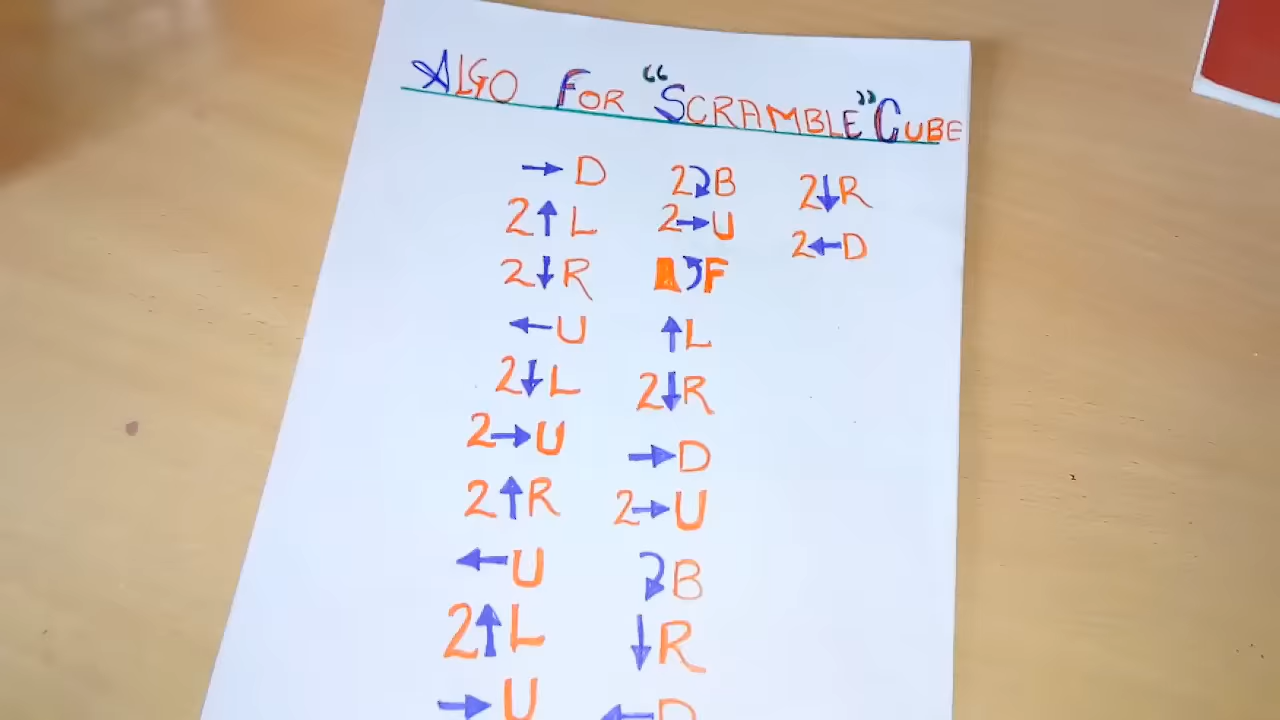 ALGO FOR "SCRAMBLE" CUBE
→ D
2↑ L
2↓ R
← U
2↓ L
2→ U
2↑ R
← U
2↑ L
→ U
2⤵ B
2→ U
⤴ F
↑ L
2↓ R
→ D
2→ U
⤵ B
↓ R
← D
2↓ R
2← D